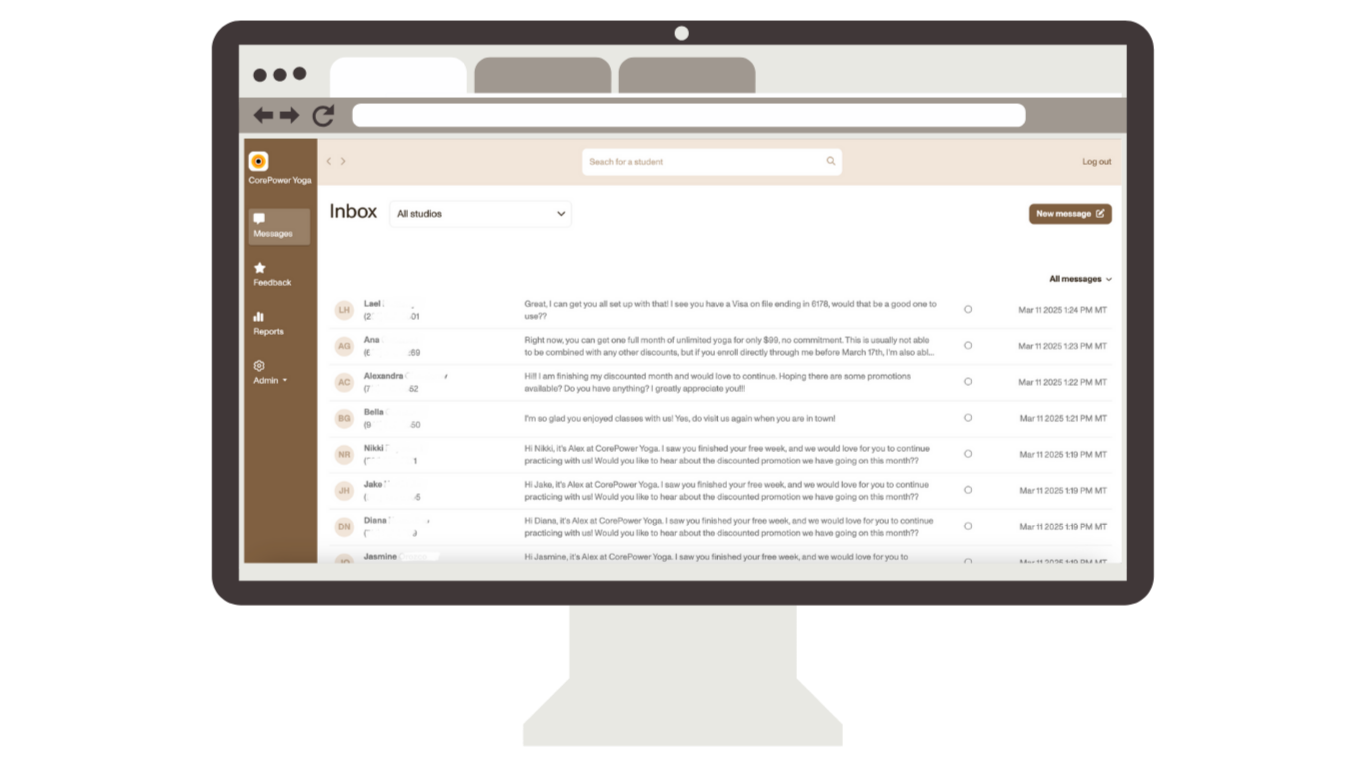 CorePower Yoga
Messages
Feedback
Reports
Admin
Seach for a student
Log out
Inbox
All studios
New message
All messages
LH
Lael
(2
01
Great, I can get you all set up with that! I see you have a Visa on file ending in 6178, would that be a good one to
use??
Mar 11 2025 1:24 PM MT
AG
Ana
:69
Right now, you can get one full month of unlimited yoga for only $99, no commitment. This is usually not able
to be combined with any other discounts, but if you enroll directly through me before March 17th, I'm also abl...
Mar 11 2025 1:23 PM MT
AC
Alexandra
(7
52
Hi!! I am finishing my discounted month and would love to continue. Hoping there are some promotions
available? Do you have anything? I greatly appreciate you!!!
Mar 11 2025 1:22 PM MT
BG
Bella
(9
.50
I'm so glad you enjoyed classes with us! Yes, do visit us again when you are in town!
Mar 11 2025 1:21 PM MT
NR
Nikki
1
Hi Nikki, it's Alex at CorePower Yoga. I saw you finished your free week, and we would love for you to continue
practicing with us! Would you like to hear about the discounted promotion we have going on this month??
Mar 11 2025 1:19 PM MT
JH
Jake
Hi Jake, it's Alex at CorePower Yoga. I saw you finished your free week, and we would love for you to continue
practicing with us! Would you like to hear about the discounted promotion we have going on this month??
Mar 11 2025 1:19 PM MT
DN
Diana
Hi Diana, it's Alex at CorePower Yoga. I saw you finished your free week, and we would love for you to continue
practicing with us! Would you like to hear about the discounted promotion we have going on this month??
Mar 11 2025 1:19 PM MT
Jasmine
Hi Jasmine, it's Alex at CorePower Yoga. I saw you finished your free week, and we would love for you to
Mar 11 2025 1:19 PM MT